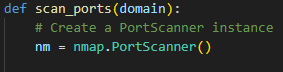 def scan_ports(domain):
    # Create a PortScanner instance
    nm = nmap.PortScanner()